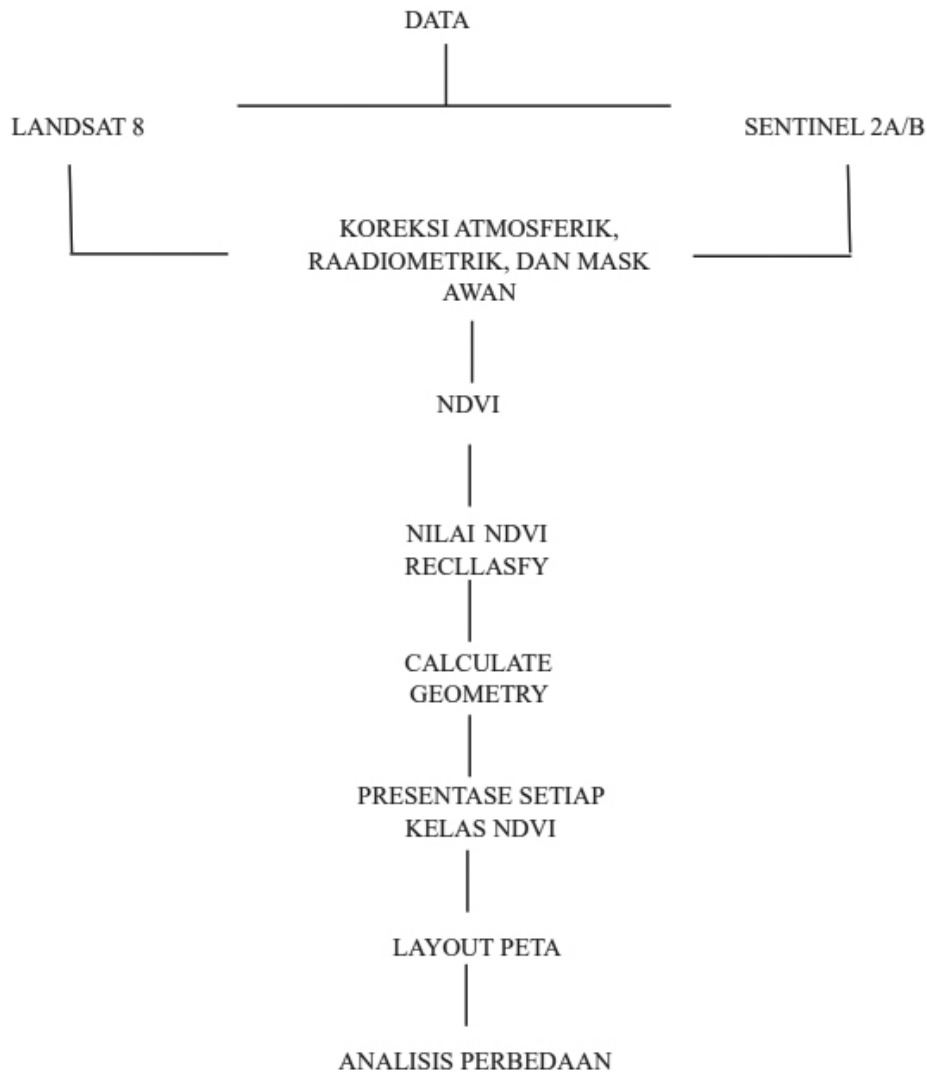 DATA
LANDSAT 8
SENTINEL 2A/B
KOREKSI ATMOSFERIK,
RAADIOMETRIK, DAN MASK
AWAN
NDVI
NILAI NDVI
RECLLASFY
CALCULATE
GEOMETRY
PRESENTASE SETIAP
KELAS NDVI
LAYOUT PETA
ANALISIS PERBEDAAN